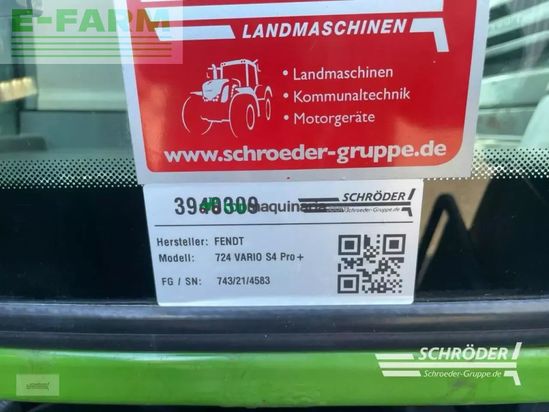 E-FARM
LANDMASCHINEN
• Landmaschinen
• Kommunaltechnik
• Motorgeräte
www.schroeder-gruppe.de
SCHRÖDER
Schroeder-Gruppe.de
Hersteller: FENDT
Modell: 724 VARIO S4 Pro+
FG / SN: 743/21/4583
SCHRÖDER
Schroeder-Gruppe.de